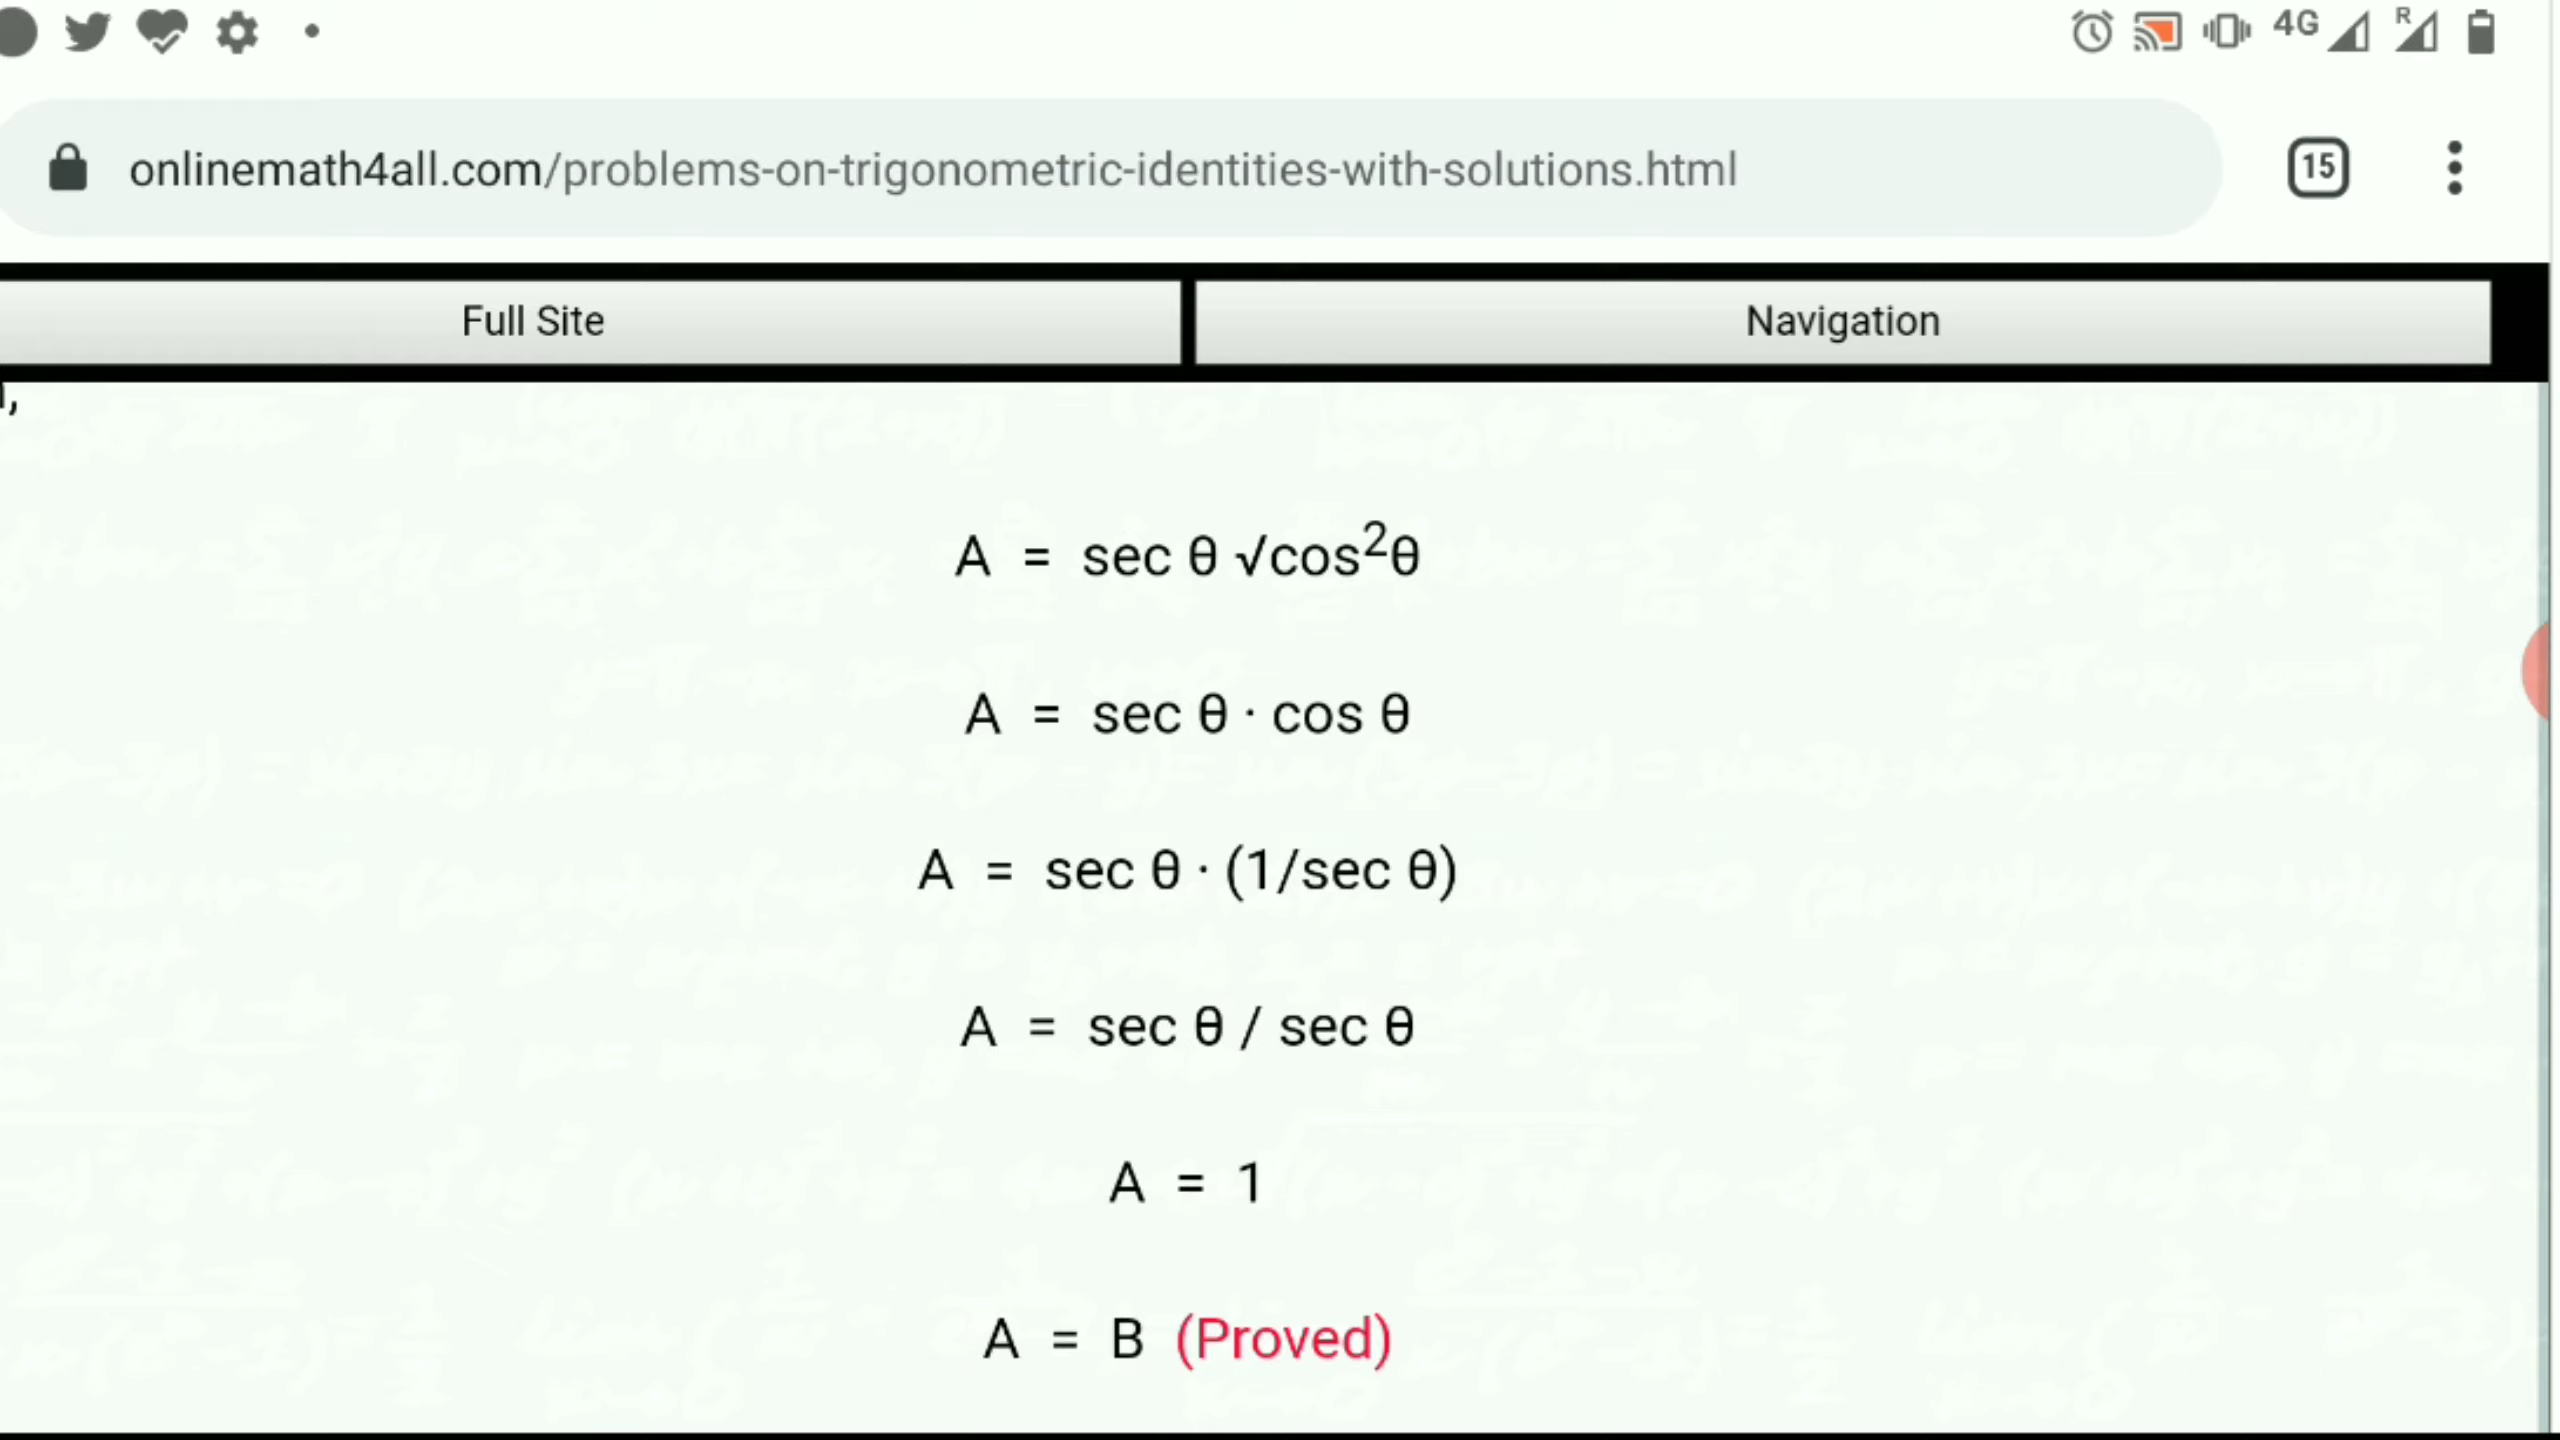 4G R
onlinemath4all.com/problems-on-trigonometric-identities-with-solutions.html 15
Full Site Navigation
A = sec θ √cos²θ
A = sec θ · cos θ
A = sec θ · (1/sec θ)
A = sec θ / sec θ
A = 1
A = B (Proved)